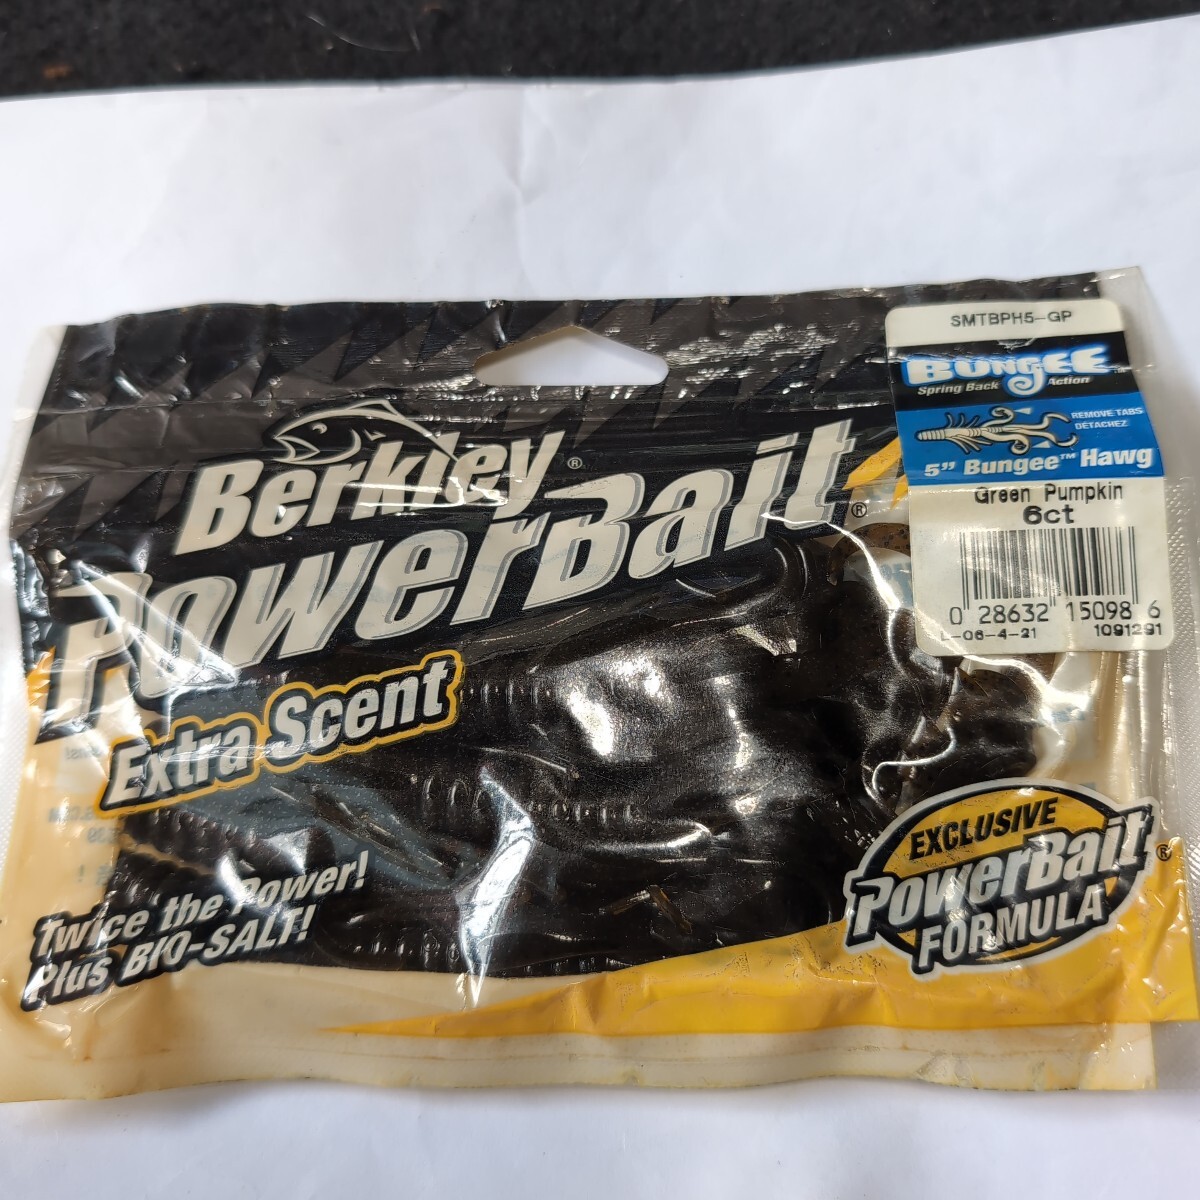 SMTBPH5-GP
BUNGEE
Spring Back Action
REMOVE TABS
DÉTACHEZ
5" Bungee™ Hawg
Green Pumpkin
6ct
0 28632 15098 6
L-06-4-21 1091291
Berkley®
PowerBait®
Extra Scent
Twice the Power!
Plus BIO-SALT!
EXCLUSIVE
PowerBait®
FORMULA